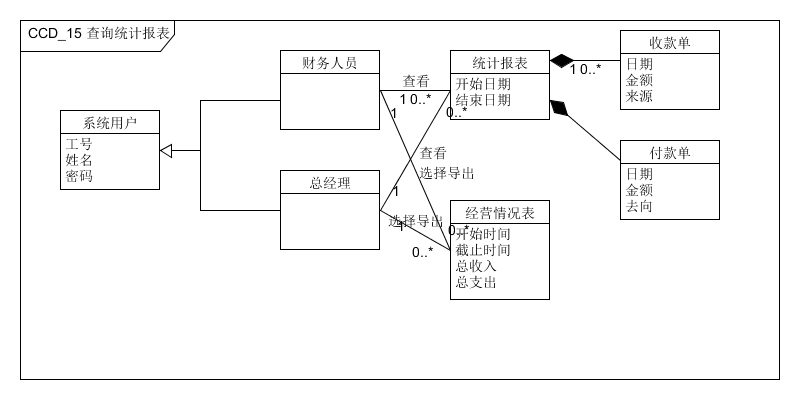 CCD_15 查询统计报表
系统用户
工号
姓名
密码
财务人员
总经理
查看
1 0..*
1
0..*
查看
选择导出
1
选择导出
1
0..*
0..*
统计报表
开始日期
结束日期
经营情况表
开始时间
截止时间
总收入
总支出
1 0..*
收款单
日期
金额
来源
付款单
日期
金额
去向